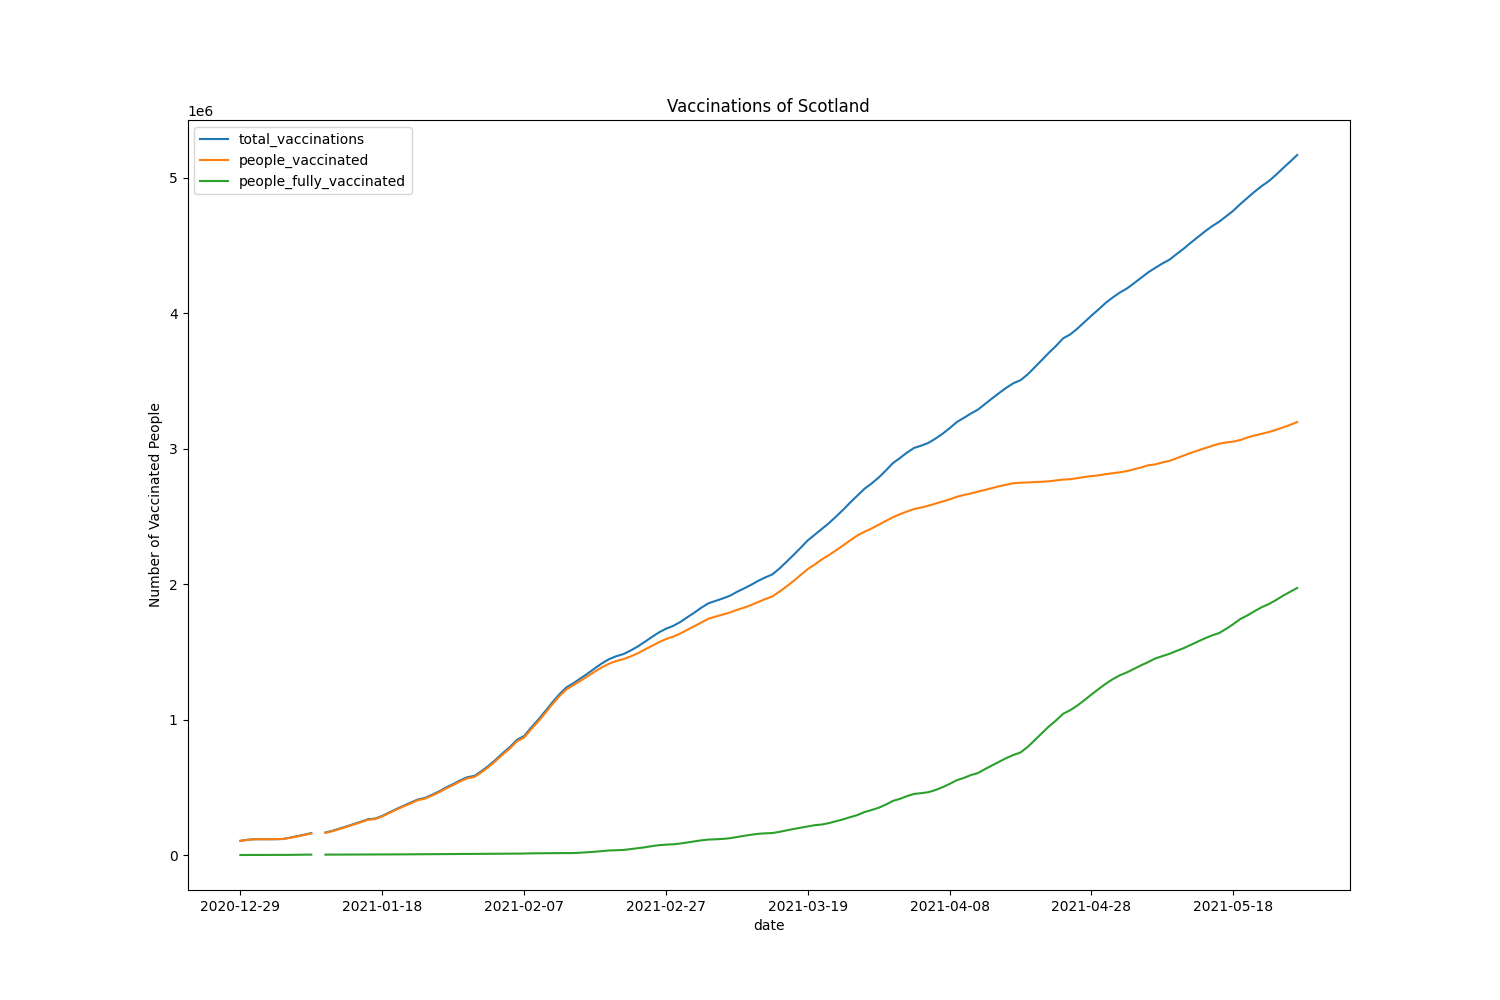 Vaccinations of Scotland
1e6
total_vaccinations
people_vaccinated
people_fully_vaccinated
5
4
3
2
1
0
Number of Vaccinated People
2020-12-29 2021-01-18 2021-02-07 2021-02-27 2021-03-19 2021-04-08 2021-04-28 2021-05-18
date